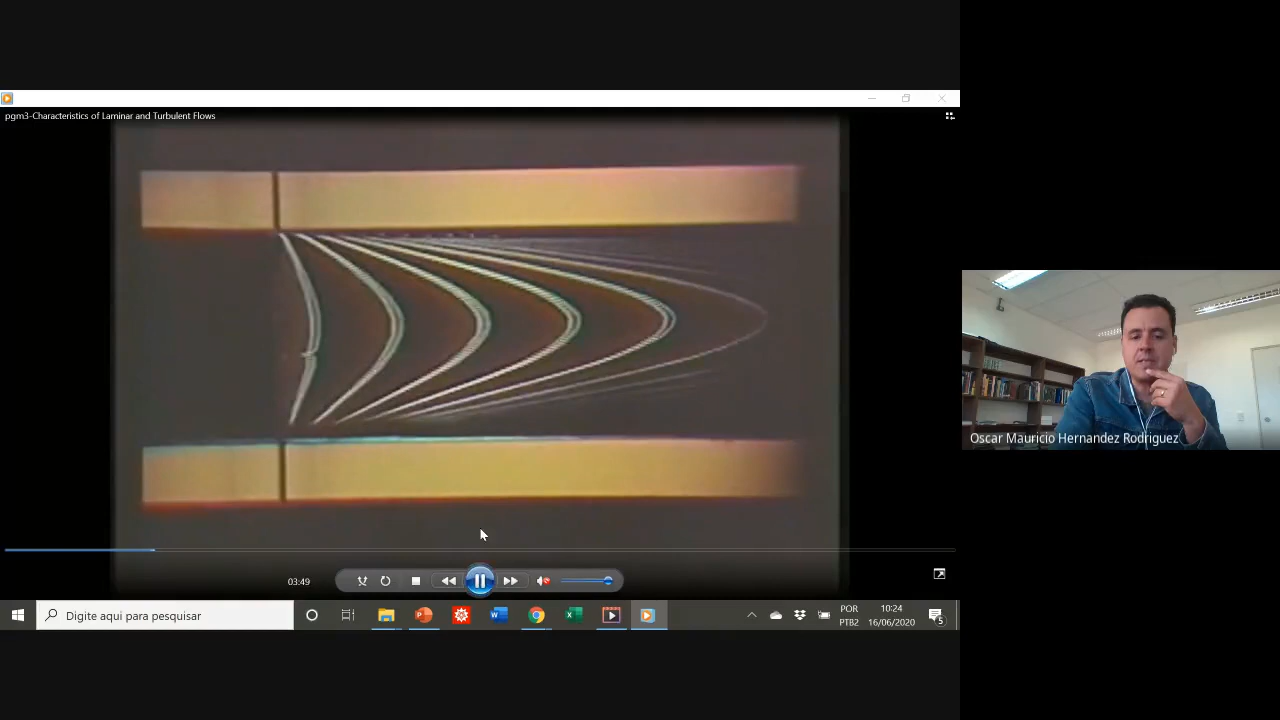 pgm3-Characteristics of Laminar and Turbulent Flows
03:49
Digite aqui para pesquisar
POR
PTB2
10:24
16/06/2020
5
Oscar Mauricio Hernandez Rodriguez